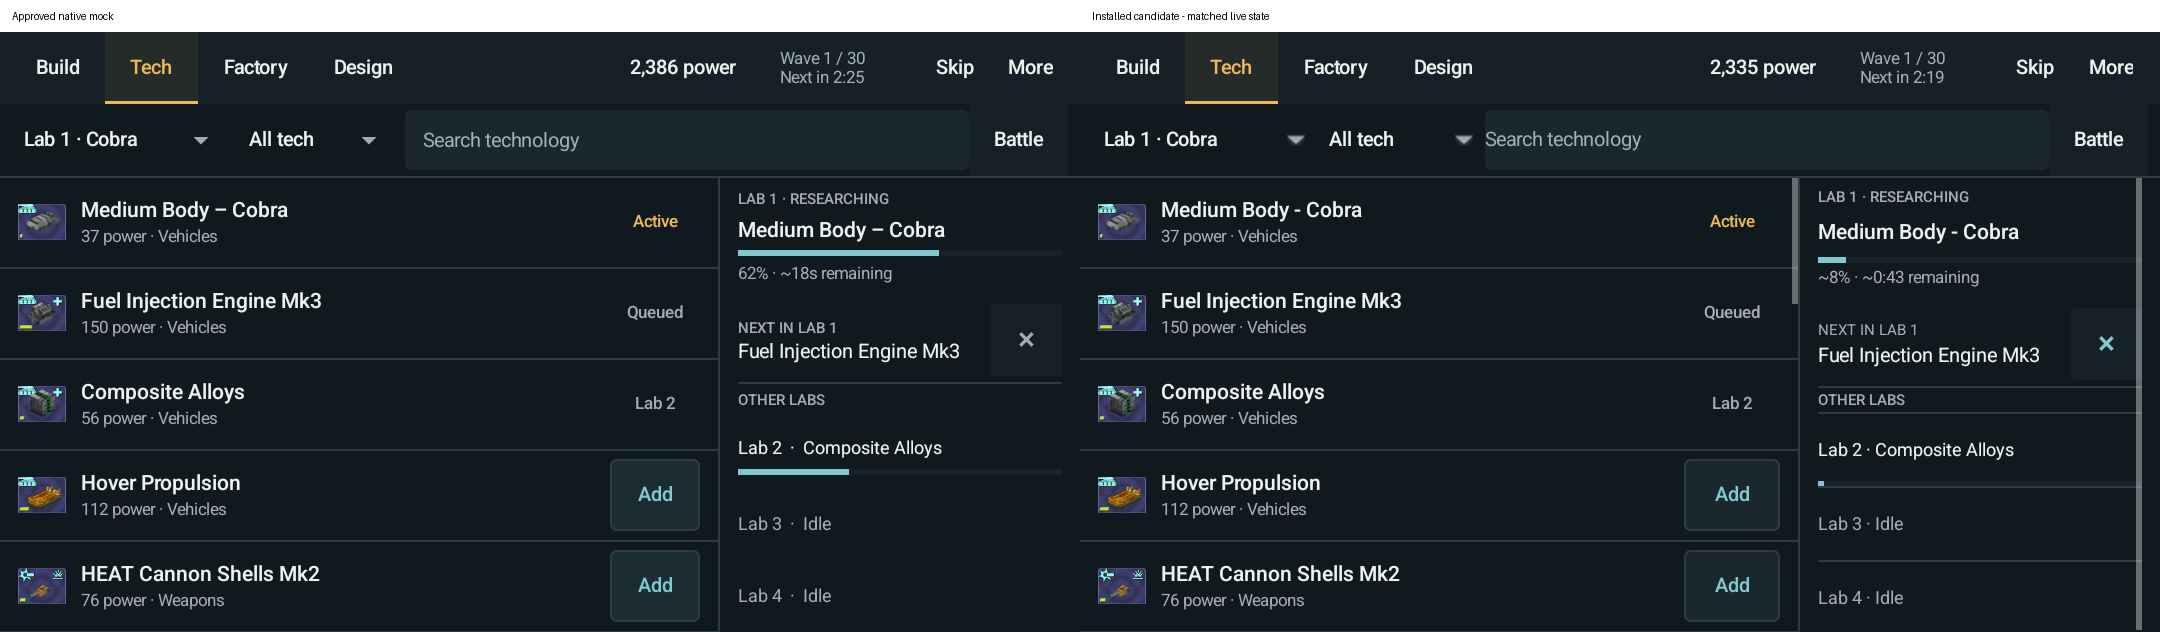 Approved native mock
Build Tech Factory Design 2,386 power Wave 1 / 30 Skip More
Next in 2:25
Lab 1 · Cobra All tech Search technology Battle
Medium Body – Cobra
37 power · Vehicles
Active
Fuel Injection Engine Mk3
150 power · Vehicles
Queued
Composite Alloys
56 power · Vehicles
Lab 2
Hover Propulsion
112 power · Vehicles
Add
HEAT Cannon Shells Mk2
76 power · Weapons
Add
LAB 1 · RESEARCHING
Medium Body – Cobra
62% · ~18s remaining
NEXT IN LAB 1
Fuel Injection Engine Mk3
×
OTHER LABS
Lab 2 · Composite Alloys
Lab 3 · Idle
Lab 4 · Idle
Installed candidate - matched live state
Build Tech Factory Design 2,335 power Wave 1 / 30 Skip More
Next in 2:19
Lab 1 · Cobra All tech Search technology Battle
Medium Body - Cobra
37 power · Vehicles
Active
Fuel Injection Engine Mk3
150 power · Vehicles
Queued
Composite Alloys
56 power · Vehicles
Lab 2
Hover Propulsion
112 power · Vehicles
Add
HEAT Cannon Shells Mk2
76 power · Weapons
Add
LAB 1 · RESEARCHING
Medium Body - Cobra
~8% · ~0:43 remaining
NEXT IN LAB 1
Fuel Injection Engine Mk3
×
OTHER LABS
Lab 2 · Composite Alloys
Lab 3 · Idle
Lab 4 · Idle